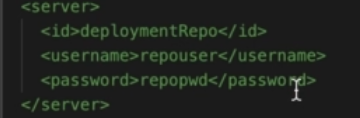 <server>
<id>deploymentRepo</id>
<username>repouser</username>
<password>repopwd</password>
</server>